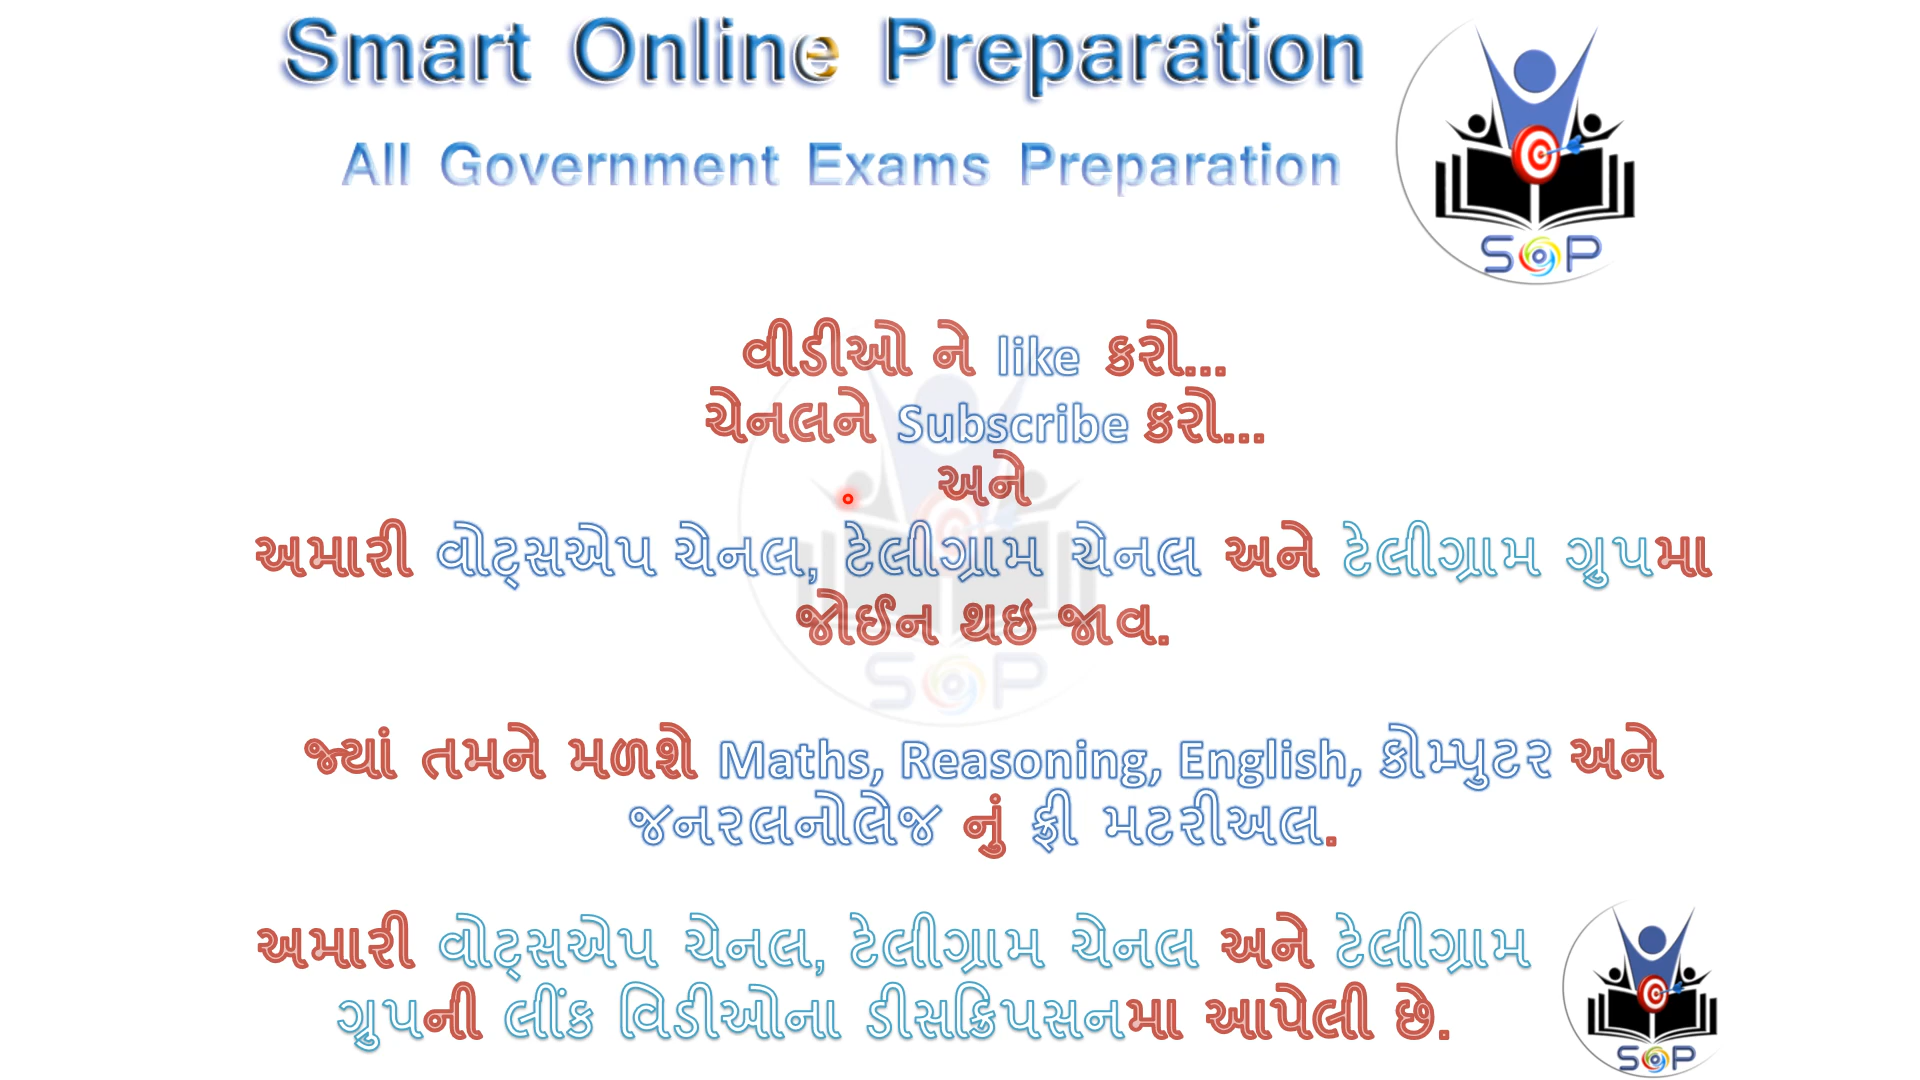 Smart Online Preparation
All Government Exams Preparation
SOP
વીડીઓ ને like કરો...
ચેનલને Subscribe કરો...
અને
અમારી વોટ્સએપ ચેનલ, ટેલીગ્રામ ચેનલ અને ટેલીગ્રામ ગ્રુપમા
જોઈન થઇ જાવ.
SOP
જ્યાં તમને મળશે Maths, Reasoning, English, કોમ્પુટર અને
જનરલનોલેજ નું ફ્રી મટરીઅલ.
અમારી વોટ્સએપ ચેનલ, ટેલીગ્રામ ચેનલ અને ટેલીગ્રામ
ગ્રુપની લીંક વિડીઓના ડીસક્રિપસનમા આપેલી છે.
SOP